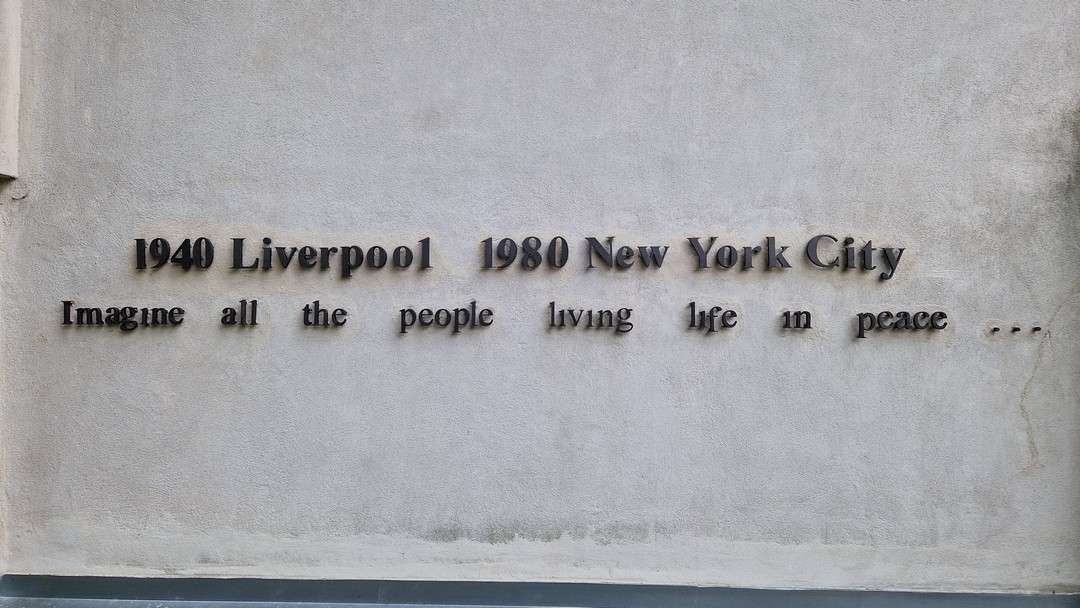 1940 Liverpool 1980 New York City
Imagine all the people living life in peace ...